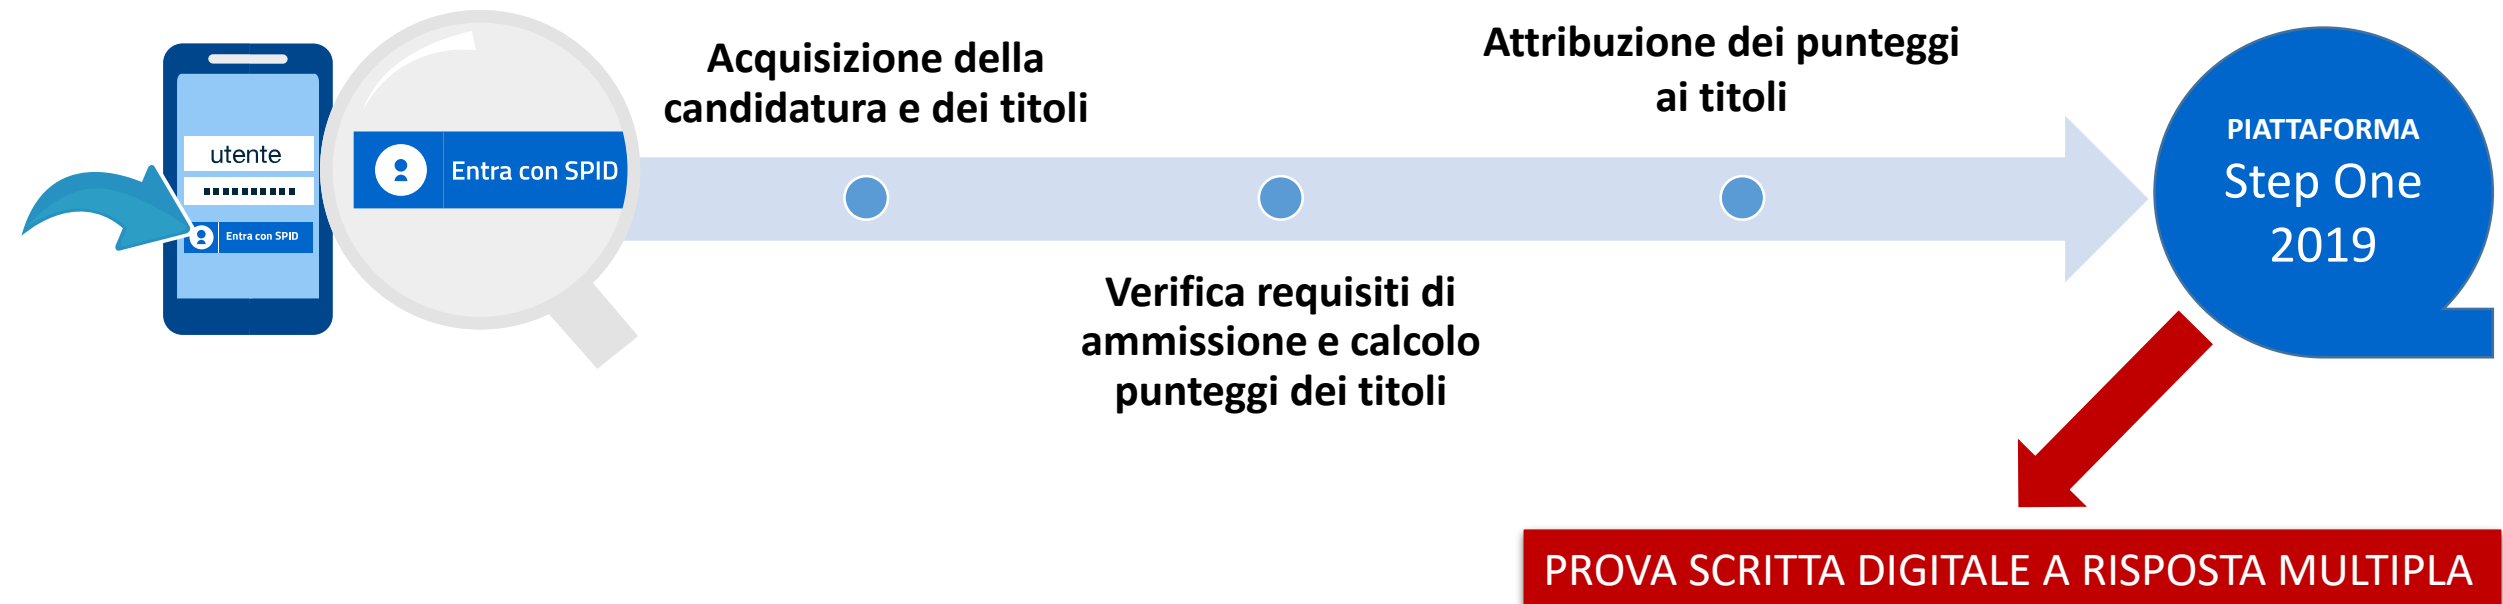 utente
Entra con SPID
Entra con SPID
Acquisizione della
candidatura e dei titoli
Verifica requisiti di
ammissione e calcolo
punteggi dei titoli
Attribuzione dei punteggi
ai titoli
PIATTAFORMA
Step One
2019
PROVA SCRITTA DIGITALE A RISPOSTA MULTIPLA